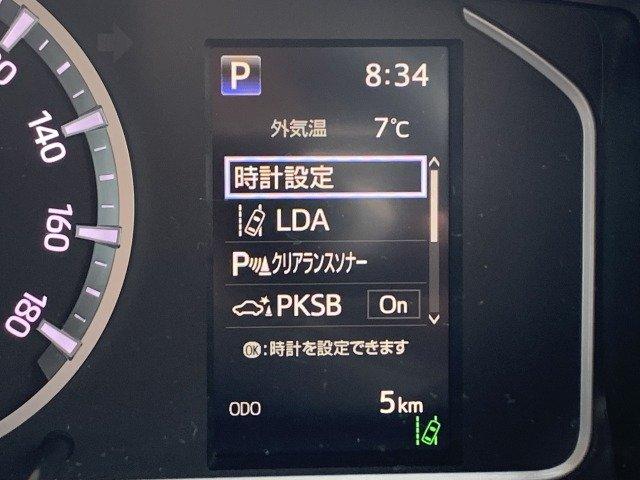 P 8:34
外気温 7℃
時計設定
LDA
P クリアランスソナー
PKSB On
OK:時計を設定できます
ODO 5km
140
160
180